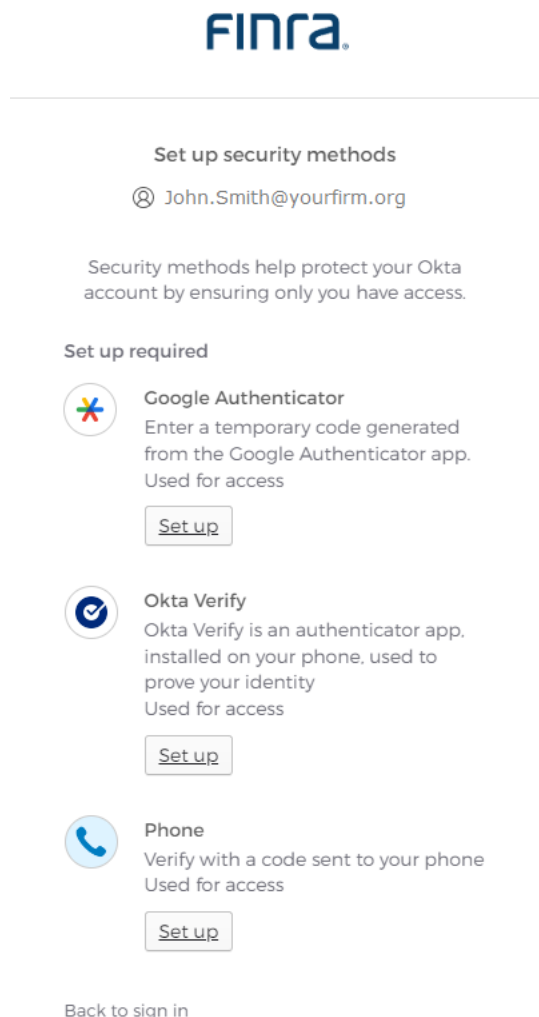 FINra.
Set up security methods
John.Smith@yourfirm.org
Security methods help protect your Okta
account by ensuring only you have access.
Set up required
Google Authenticator
Enter a temporary code generated
from the Google Authenticator app.
Used for access
Set up
Okta Verify
Okta Verify is an authenticator app,
installed on your phone, used to
prove your identity
Used for access
Set up
Phone
Verify with a code sent to your phone
Used for access
Set up
Back to sign in